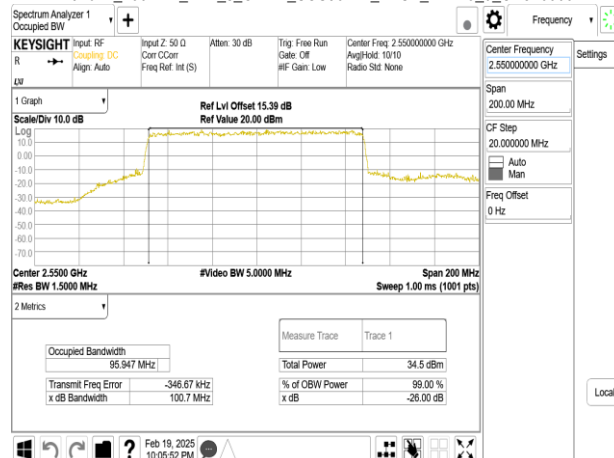 Spectrum Analyzer 1
Occupied BW
+
Frequency
KEYSIGHT
R
LXI
Input: RF
Coupling: DC
Align: Auto
Input Z: 50 Ω
Corr CCorr
Freq Ref: Int (S)
Atten: 30 dB
Trig: Free Run
Gate: Off
#IF Gain: Low
Center Freq: 2.550000000 GHz
Avg|Hold: 10/10
Radio Std: None
Center Frequency
2.550000000 GHz
Settings
Span
200.00 MHz
CF Step
20.000000 MHz
Auto
Man
Freq Offset
0 Hz
Local
1 Graph
Scale/Div 10.0 dB
Ref Lvl Offset 15.39 dB
Ref Value 20.00 dBm
Log
10.0
0.00
-10.0
-20.0
-30.0
-40.0
-50.0
-60.0
-70.0
Center 2.5500 GHz
#Res BW 1.5000 MHz
#Video BW 5.0000 MHz
Span 200 MHz
Sweep 1.00 ms (1001 pts)
2 Metrics
Measure Trace
Trace 1
Occupied Bandwidth
95.947 MHz
Total Power
34.5 dBm
Transmit Freq Error
-346.67 kHz
% of OBW Power
99.00 %
x dB Bandwidth
100.7 MHz
x dB
-26.00 dB
?
Feb 19, 2025
10:05:52 PM